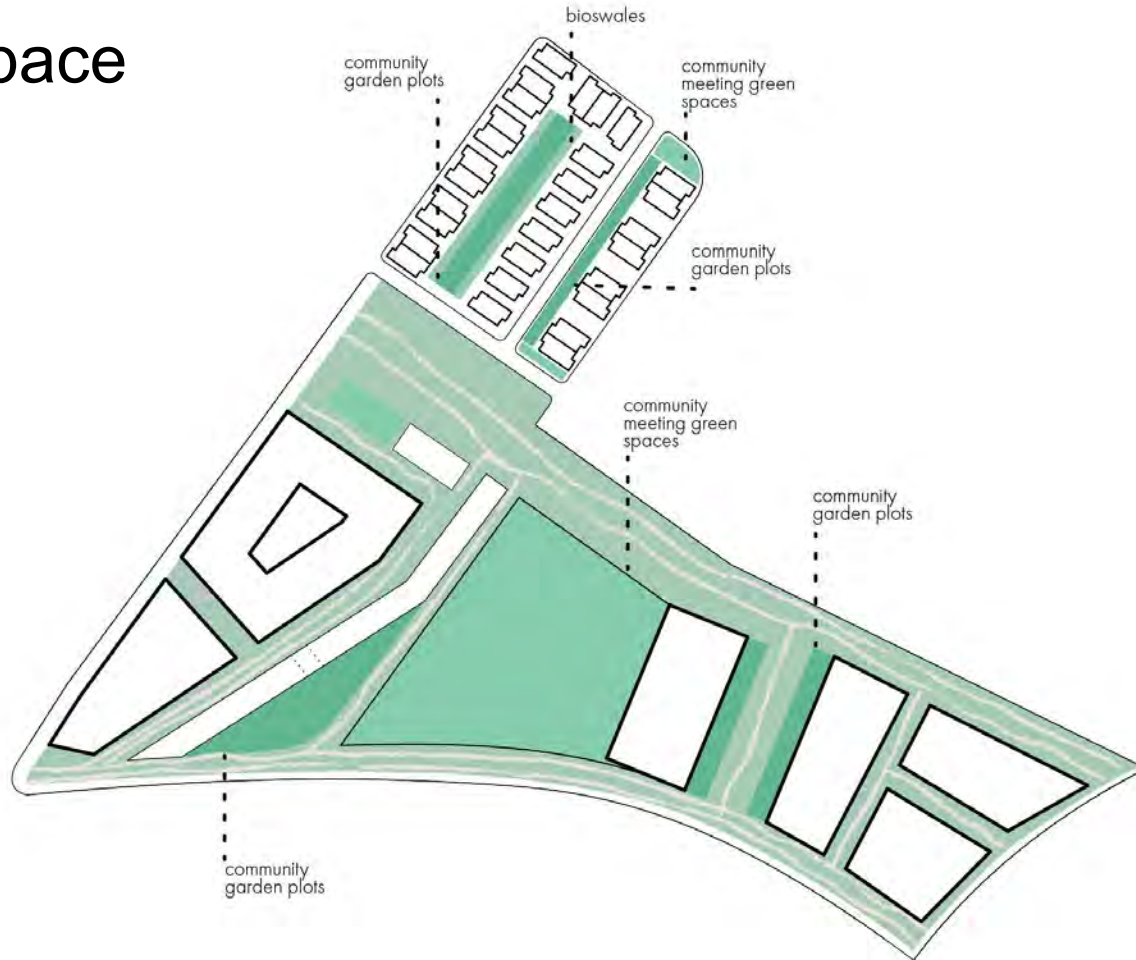 pace
bioswales
community
garden plots
community
meeting green
spaces
community
garden plots
community
meeting green
spaces
community
garden plots
community
garden plots